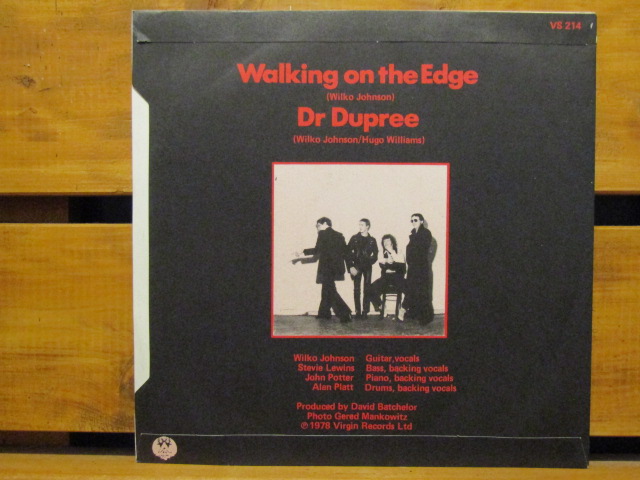 VS 214
Walking on the Edge
(Wilko Johnson)
Dr Dupree
(Wilko Johnson/Hugo Williams)
Wilko Johnson Guitar, vocals
Stevie Lewins Bass, backing vocals
John Potter Piano, backing vocals
Alan Platt Drums, backing vocals
Produced by David Batchelor
Photo Gered Mankowitz
℗ 1978 Virgin Records Ltd